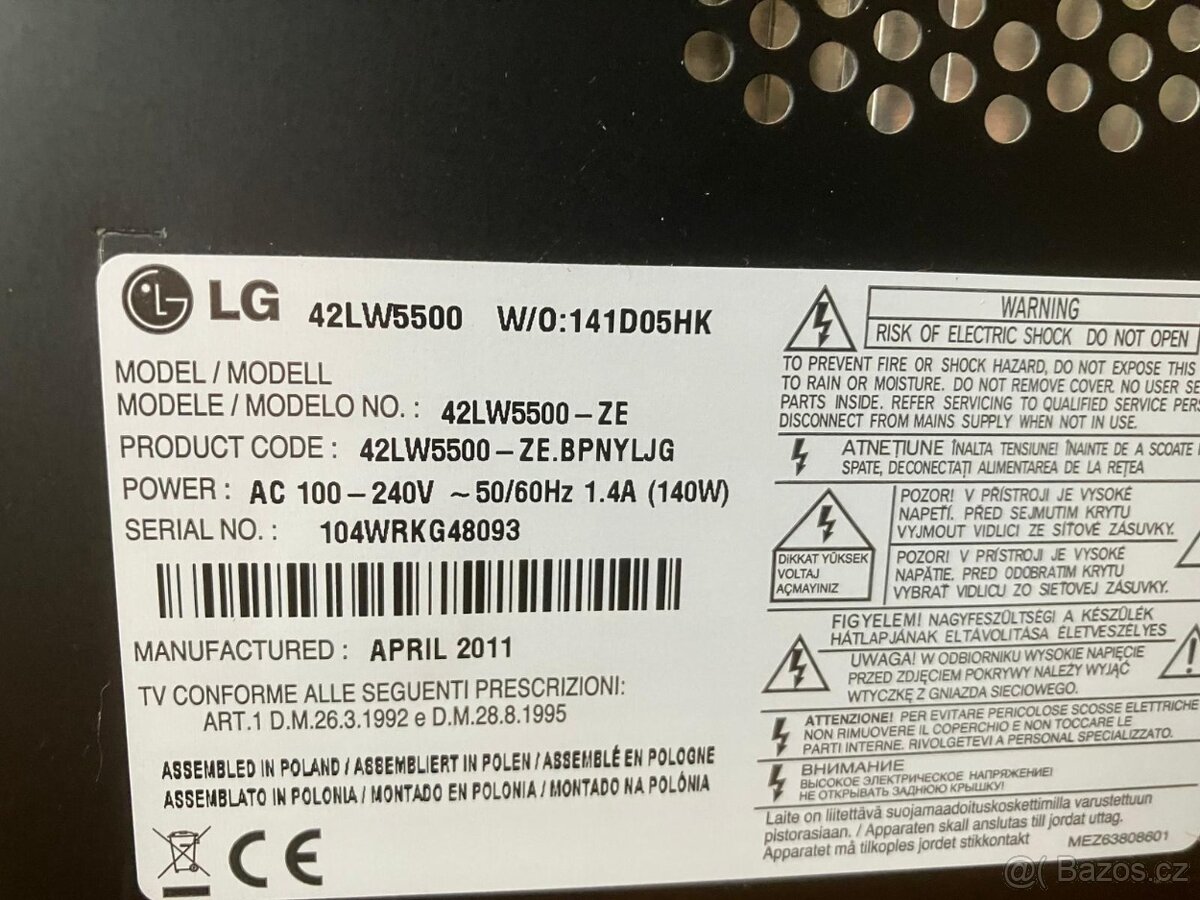 LG 42LW5500 W/O:141D05HK
MODEL / MODELL
MODELE / MODELO NO. : 42LW5500-ZE
PRODUCT CODE : 42LW5500-ZE.BPNYLJG
POWER : AC 100-240V ~50/60Hz 1.4A (140W)
SERIAL NO. : 104WRKG48093
MANUFACTURED : APRIL 2011
TV CONFORME ALLE SEGUENTI PRESCRIZIONI:
ART.1 D.M.26.3.1992 e D.M.28.8.1995
ASSEMBLED IN POLAND / ASSEMBLIERT IN POLEN / ASSEMBLÉ EN POLOGNE
ASSEMBLATO IN POLONIA / MONTADO EN POLONIA / MONTADO NA POLÓNIA
CE
WARNING
RISK OF ELECTRIC SHOCK DO NOT OPEN
TO PREVENT FIRE OR SHOCK HAZARD, DO NOT EXPOSE THIS
TO RAIN OR MOISTURE. DO NOT REMOVE COVER. NO USER SE
PARTS INSIDE. REFER SERVICING TO QUALIFIED SERVICE PERS
DISCONNECT FROM MAINS SUPPLY WHEN NOT IN USE.
ATNEȚIUNE ÎNALTA TENSIUNE! ÎNAINTE DE A SCOATE
SPATE, DECONECTAȚI ALIMENTAREA DE LA REȚEA
DİKKAT YÜKSEK
VOLTAJ
AÇMAYINIZ
POZOR! V PŘÍSTROJI JE VYSOKÉ
NAPETÍ. PŘED SEJMUTIM KRYTU
VYJMOUT VIDLICI ZE SÍŤOVÉ ZÁSUVKY.
POZOR! V PRÍSTROJI JE VYSOKÉ
NAPÄTIE. PRED ODOBRATIM KRYTU
VYBRAŤ VIDLICU ZO SIEŤOVEJ ZÁSUVKY.
FIGYELEM! NAGYFESZÜLTSÉGI A KÉSZÜLÉK
HÁTLAPJÁNAK ELTÁVOLITÁSA ÉLETVESZÉLYES
UWAGA! W ODBIORNIKU WYSOKIE NAPIĘCIE
PRZED ZDJĘCIEM POKRYWY NALEŻY WYJĄĆ
WTYCZKĘ Z GNIAZDA SIECIOWEGO.
ATTENZIONE! PER EVITARE PERICOLOSE SCOSSE ELETTRICHE
NON RIMUOVERE IL COPERCHIO E NON TOCCARE LE
PARTI INTERNE. RIVOLGETEVI A PERSONAL SPECIALIZZATO.
ВНИМАНИЕ
ВЫСОКОЕ ЭЛЕКТРИЧЕСКОЕ НАПРЯЖЕНИЕ!
НЕ ОТКРЫВАТЬ ЗАДНЮЮ КРЫШКУ!
Laite on liitettävä suojamaadoituskoskettimilla varustettuun
pistorasiaan. / Apparaten skall anslutas till jordat uttag.
Apparatet må tilkoples jordet stikkontakt MEZ63808601
@( Bazos.cz